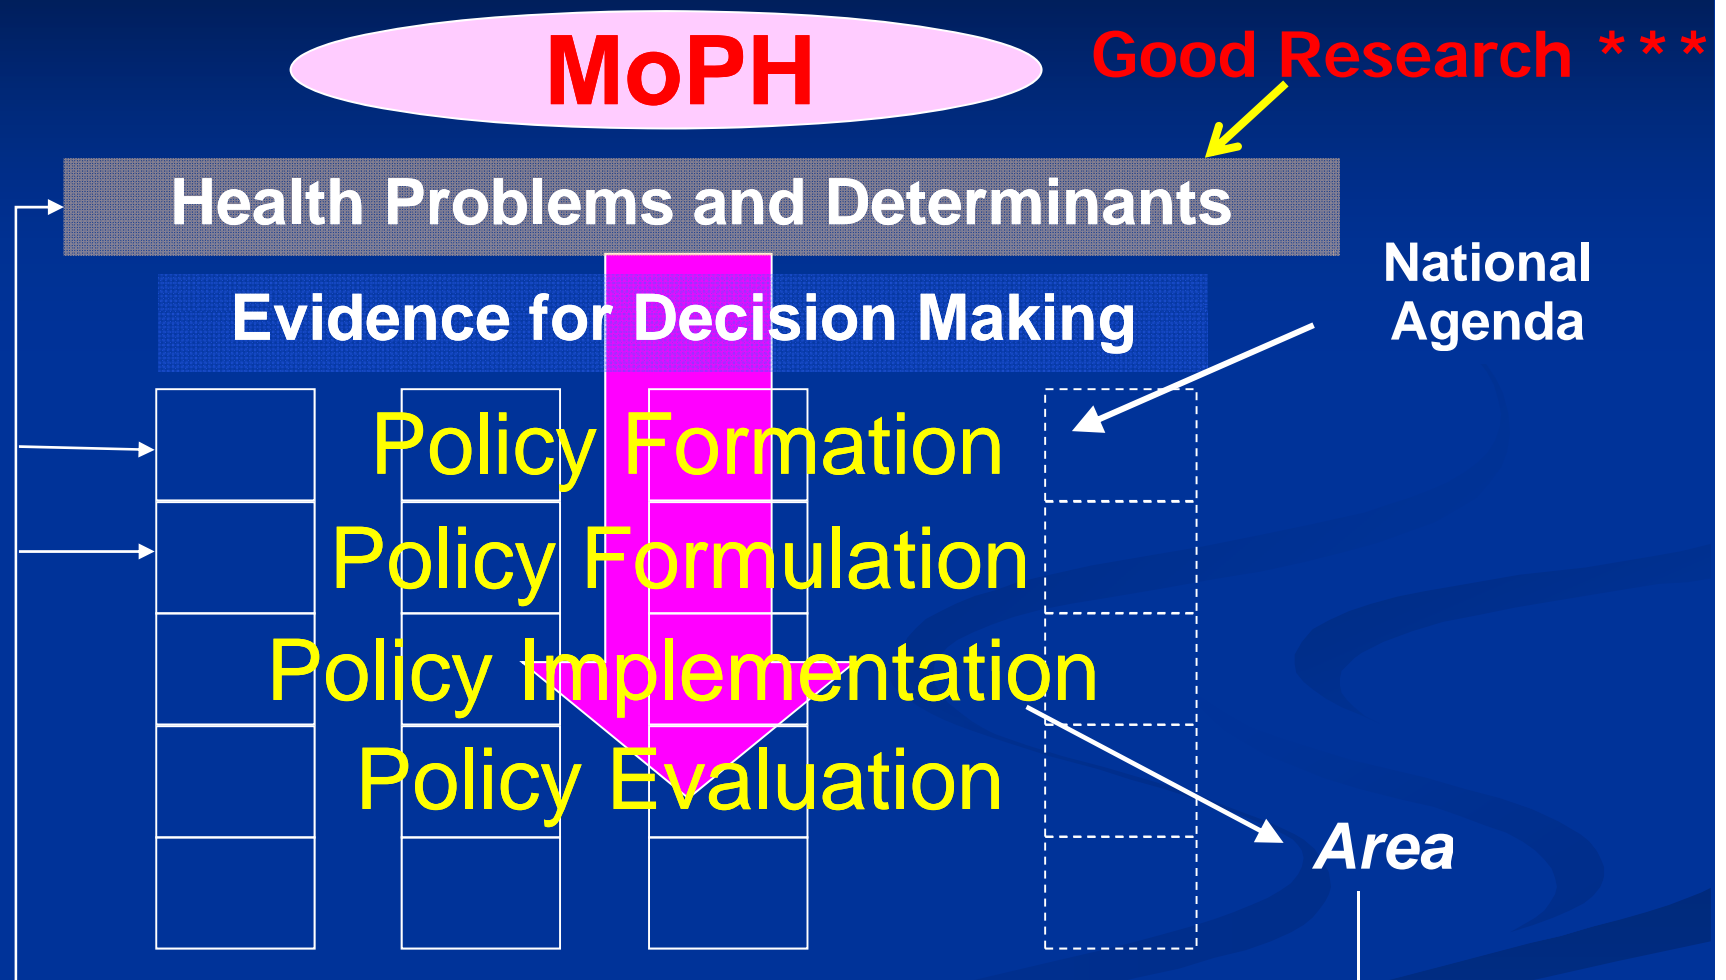 MoPH
Good Research ***
Health Problems and Determinants
National
Agenda
Evidence for Decision Making
Policy Formation
Policy Formulation
Policy Implementation
Policy Evaluation
Area